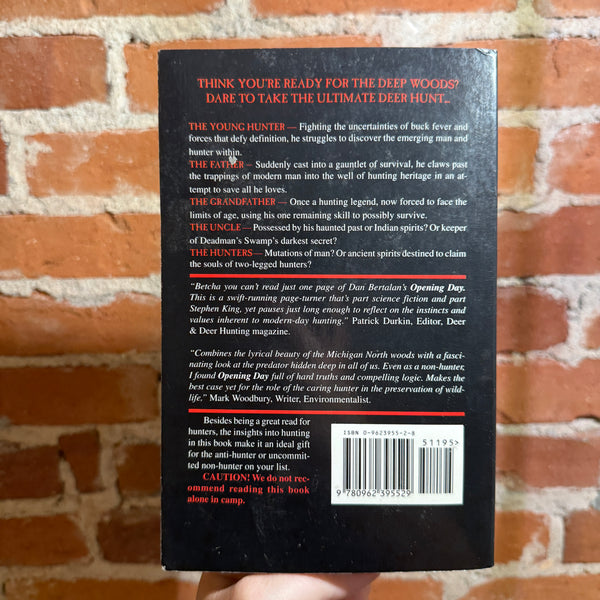 THINK YOU'RE READY FOR THE DEEP WOODS?
DARE TO TAKE THE ULTIMATE DEER HUNT...
THE YOUNG HUNTER — Fighting the uncertainties of buck fever and
forces that defy definition, he struggles to discover the emerging man and
hunter within.
THE FATHER — Suddenly cast into a gauntlet of survival, he claws past
the trappings of modern man into the well of hunting heritage in an at-
tempt to save all he loves.
THE GRANDFATHER — Once a hunting legend, now forced to face the
limits of age, using his one remaining skill to possibly survive.
THE UNCLE — Possessed by his haunted past or Indian spirits? Or keeper
of Deadman's Swamp's darkest secret?
THE HUNTERS — Mutations of man? Or ancient spirits destined to claim
the souls of two-legged hunters?
"Betcha you can't read just one page of Dan Bertalan's Opening Day.
This is a swift-running page-turner that's part science fiction and part
Stephen King, yet pauses just long enough to reflect on the instincts and
values inherent to modern-day hunting." Patrick Durkin, Editor, Deer
& Deer Hunting magazine.
"Combines the lyrical beauty of the Michigan North woods with a fasci-
nating look at the predator hidden deep in all of us. Even as a non-hunter,
I found Opening Day full of hard truths and compelling logic. Makes the
best case yet for the role of the caring hunter in the preservation of wild-
life." Mark Woodbury, Writer, Environmentalist.
Besides being a great read for
hunters, the insights into hunting
in this book make it an ideal gift
for the anti-hunter or uncommit-
ted non-hunter on your list.
CAUTION! We do not rec-
ommend reading this book
alone in camp.
ISBN 0-9623955-2-8
51195>
9 780962 395529